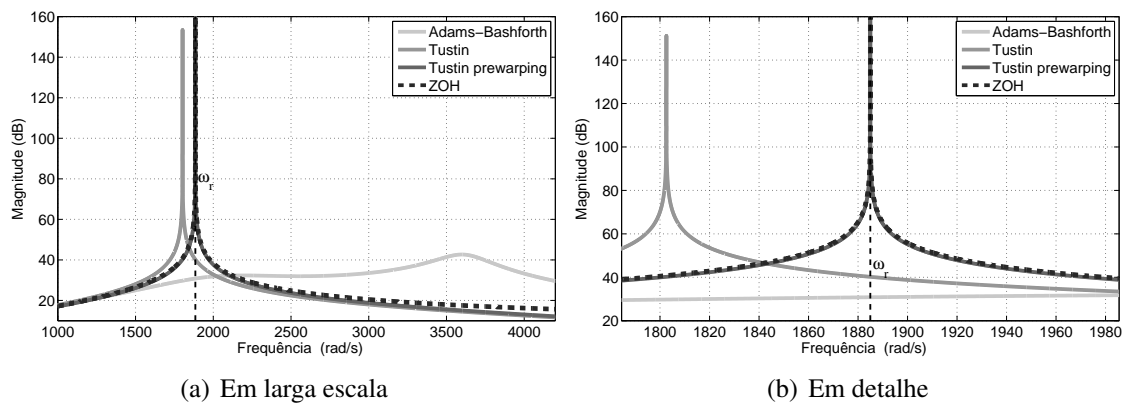 160
140
120
100
80
60
40
20
Magnitude (dB)
1000
1500
2000
2500
3000
3500
4000
Frequência (rad/s)
ωr
Adams−Bashforth
Tustin
Tustin prewarping
ZOH
(a) Em larga escala
160
140
120
100
80
60
40
20
Magnitude (dB)
1800
1820
1840
1860
1880
1900
1920
1940
1960
1980
Frequência (rad/s)
ωr
Adams−Bashforth
Tustin
Tustin prewarping
ZOH
(b) Em detalhe